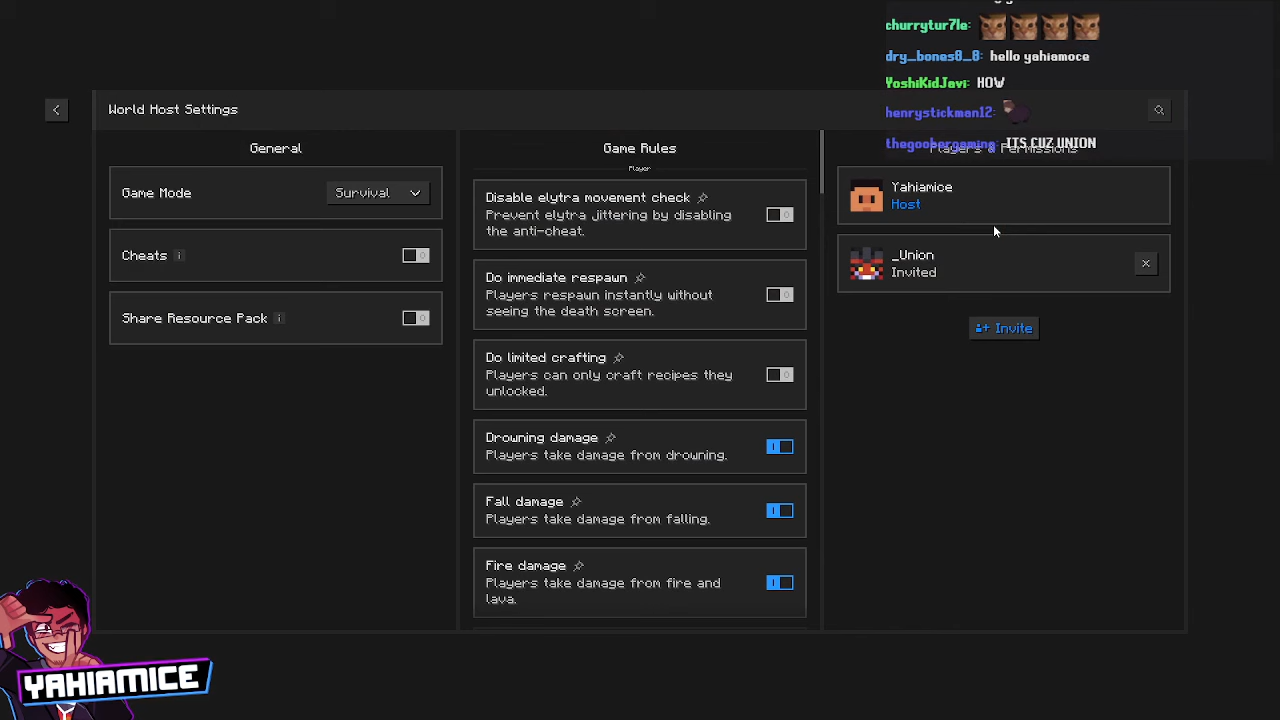 churrytur7le:
dry_bones8_8: hello yahiamoce
YoshiKidJavi: HOW
henrystickman12:
thegoobergaming: ITS CUZ UNION
World Host Settings
General
Game Mode
Survival
Cheats
Share Resource Pack
Game Rules
Player
Disable elytra movement check
Prevent elytra jittering by disabling
the anti-cheat.
Do immediate respawn
Players respawn instantly without
seeing the death screen.
Do limited crafting
Players can only craft recipes they
unlocked.
Drowning damage
Players take damage from drowning.
Fall damage
Players take damage from falling.
Fire damage
Players take damage from fire and
lava.
Players & Permissions
Yahiamice
Host
_Union
Invited
Invite
YAHIAMICE